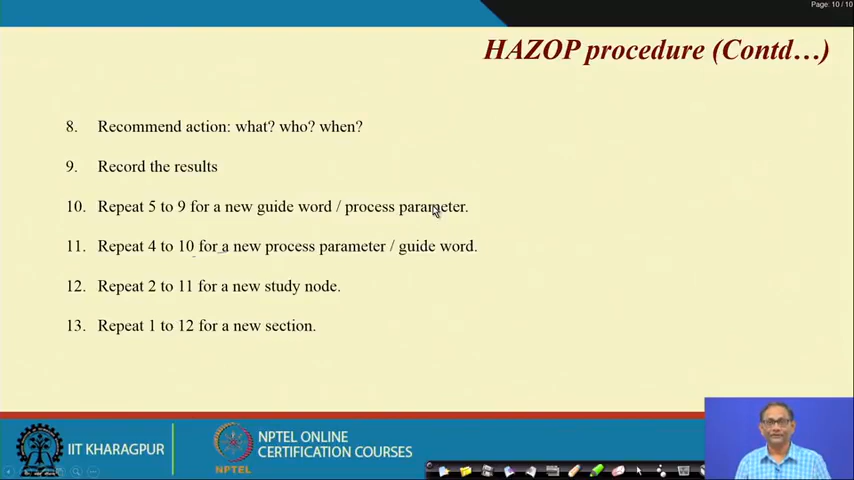 Page: 10 / 10
HAZOP procedure (Contd…)
8. Recommend action: what? who? when?
9. Record the results
10. Repeat 5 to 9 for a new guide word / process parameter.
11. Repeat 4 to 10 for a new process parameter / guide word.
12. Repeat 2 to 11 for a new study node.
13. Repeat 1 to 12 for a new section.
IIT KHARAGPUR
NPTEL
NPTEL ONLINE
CERTIFICATION COURSES